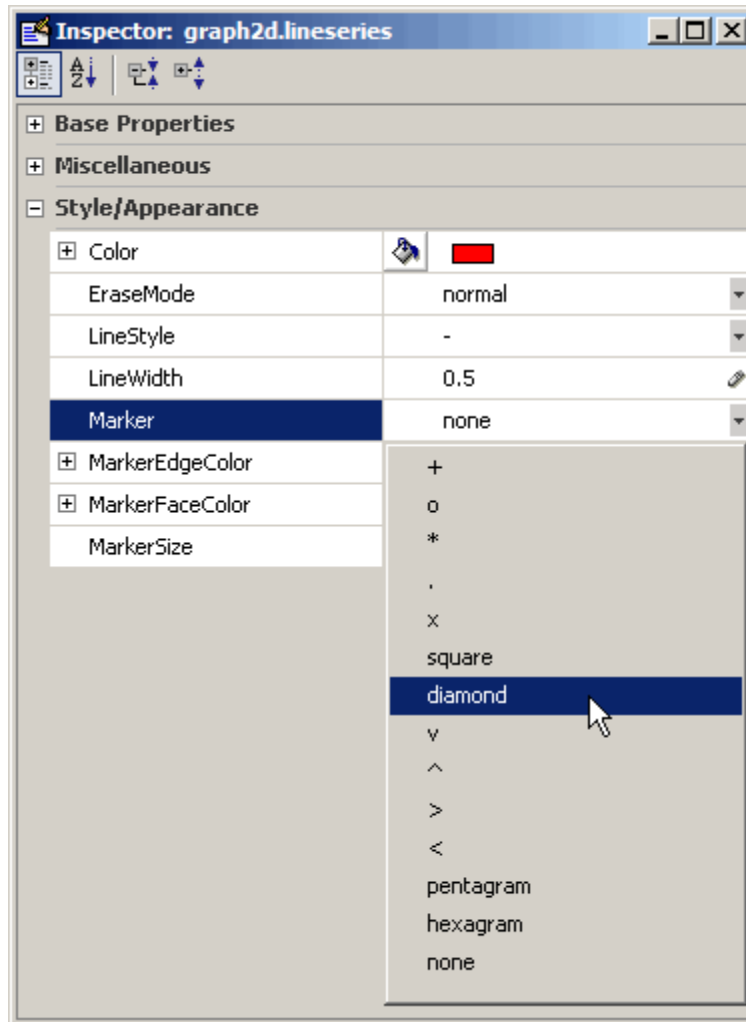 Inspector: graph2d.lineseries
A
Z
Base Properties
Miscellaneous
Style/Appearance
Color
EraseMode normal
LineStyle -
LineWidth 0.5
Marker none
MarkerEdgeColor
MarkerFaceColor
MarkerSize
+
o
*
.
x
square
diamond
v
^
>
<
pentagram
hexagram
none